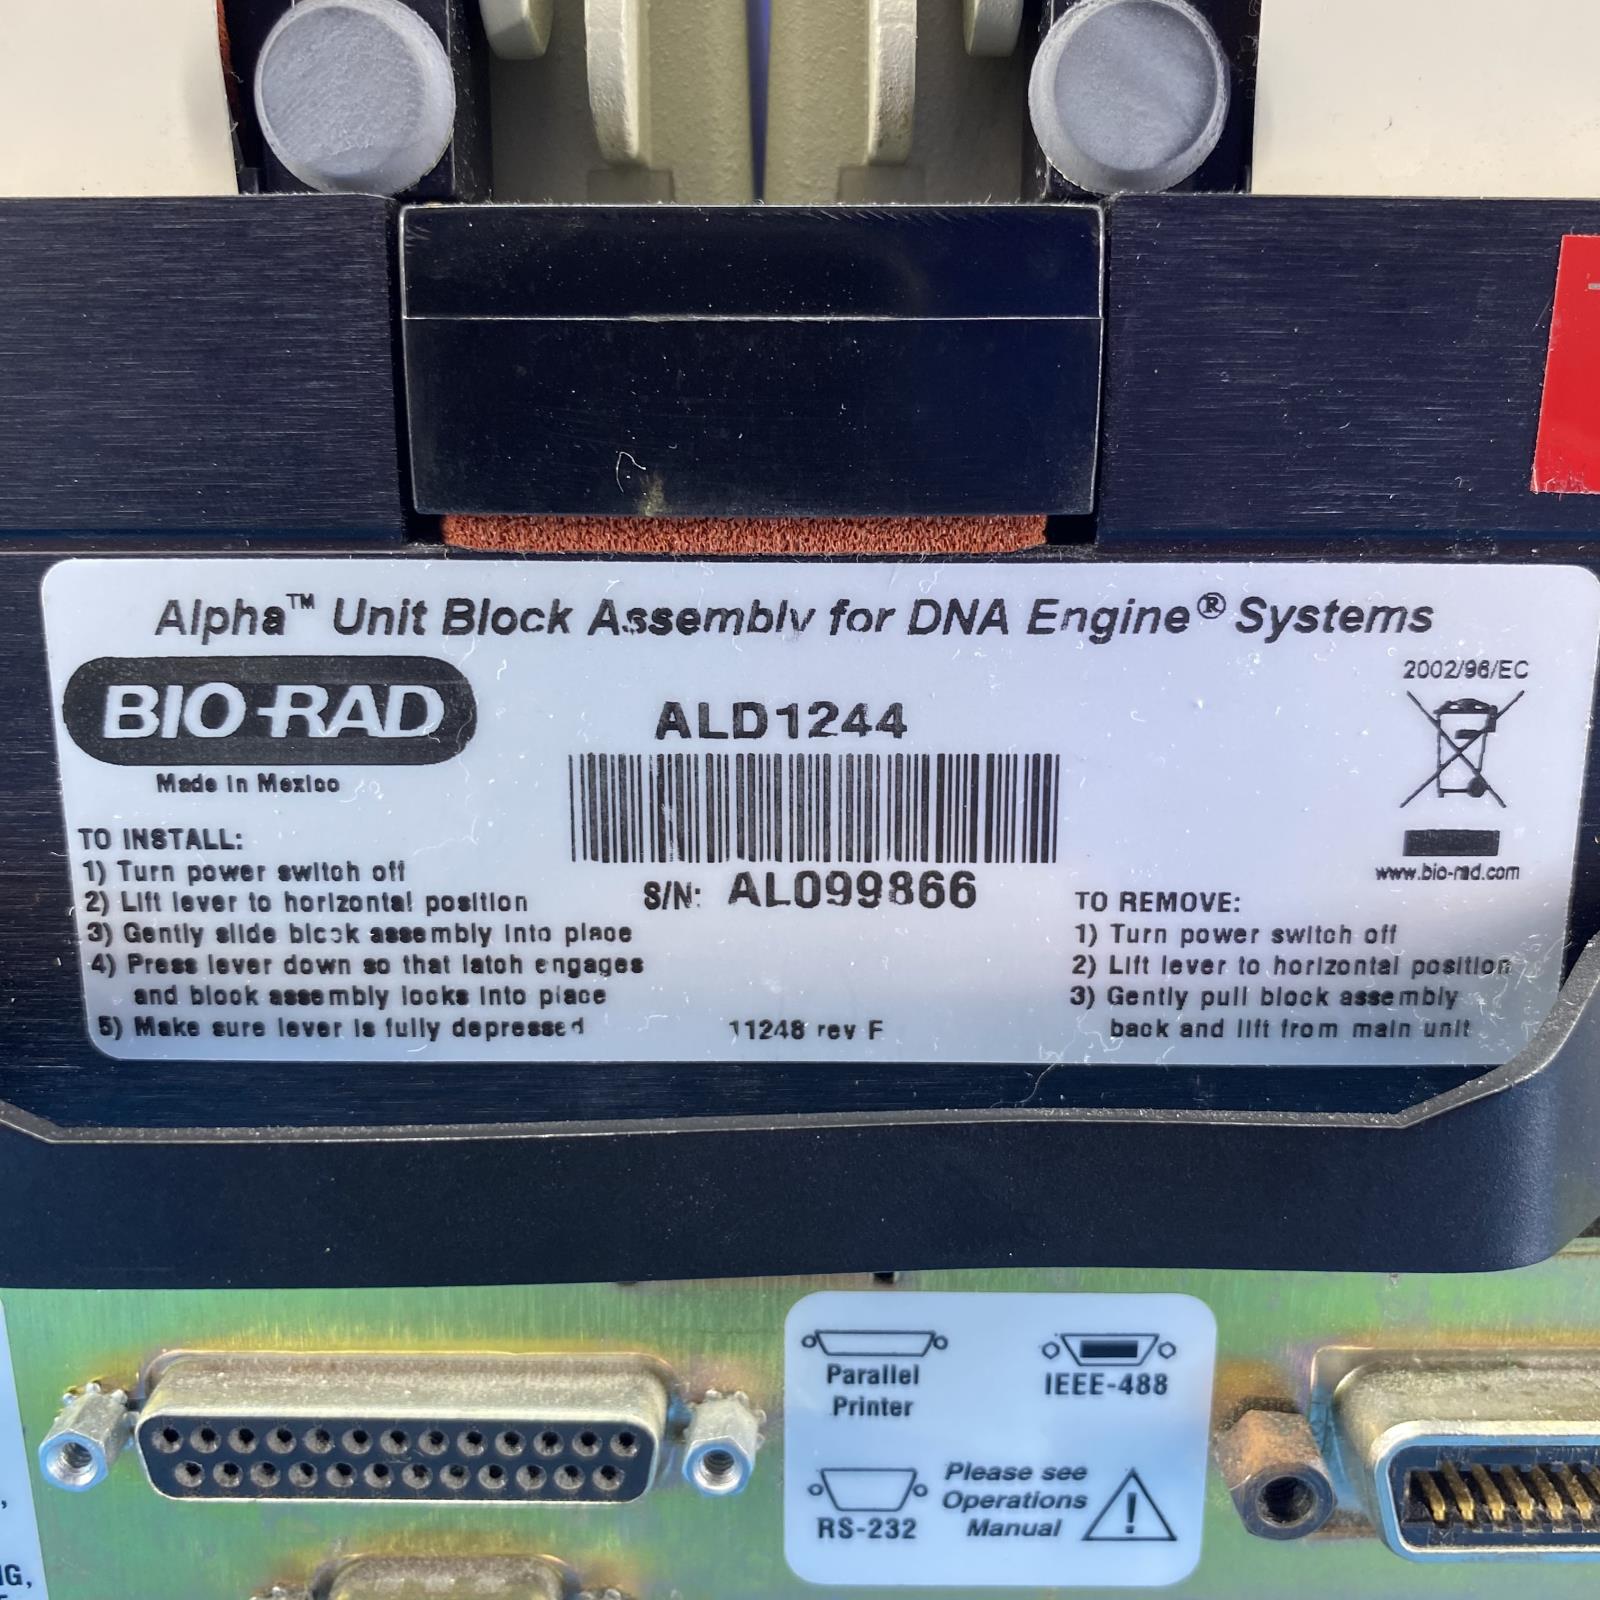 Alpha™ Unit Block Assembly for DNA Engine® Systems
BIO-RAD
Made in Mexico
ALD1244
2002/96/EC
S/N: AL099866
www.bio-rad.com
TO INSTALL:
1) Turn power switch off
2) Lift lever to horizontal position
3) Gently slide block assembly into place
4) Press lever down so that latch engages
and block assembly locks into place
5) Make sure lever is fully depressed
11248 rev F
TO REMOVE:
1) Turn power switch off
2) Lift lever to horizontal position
3) Gently pull block assembly
back and lift from main unit
Parallel
Printer
IEEE-488
RS-232
Please see
Operations
Manual